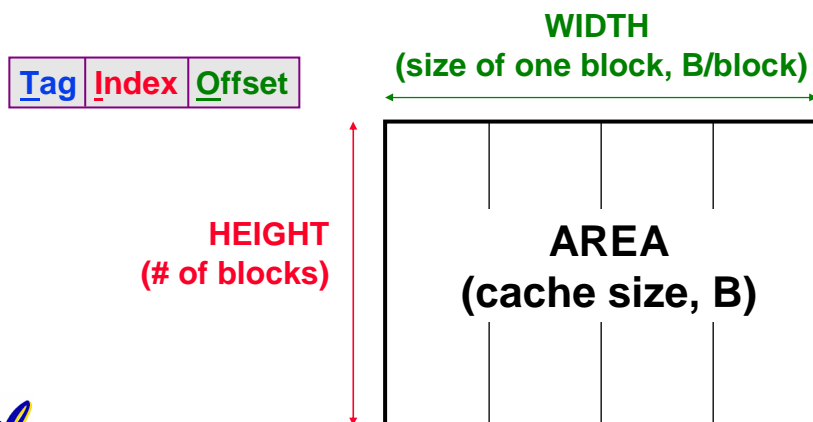 WIDTH
(size of one block, B/block)
Tag Index Offset
HEIGHT
(# of blocks)
AREA
(cache size, B)